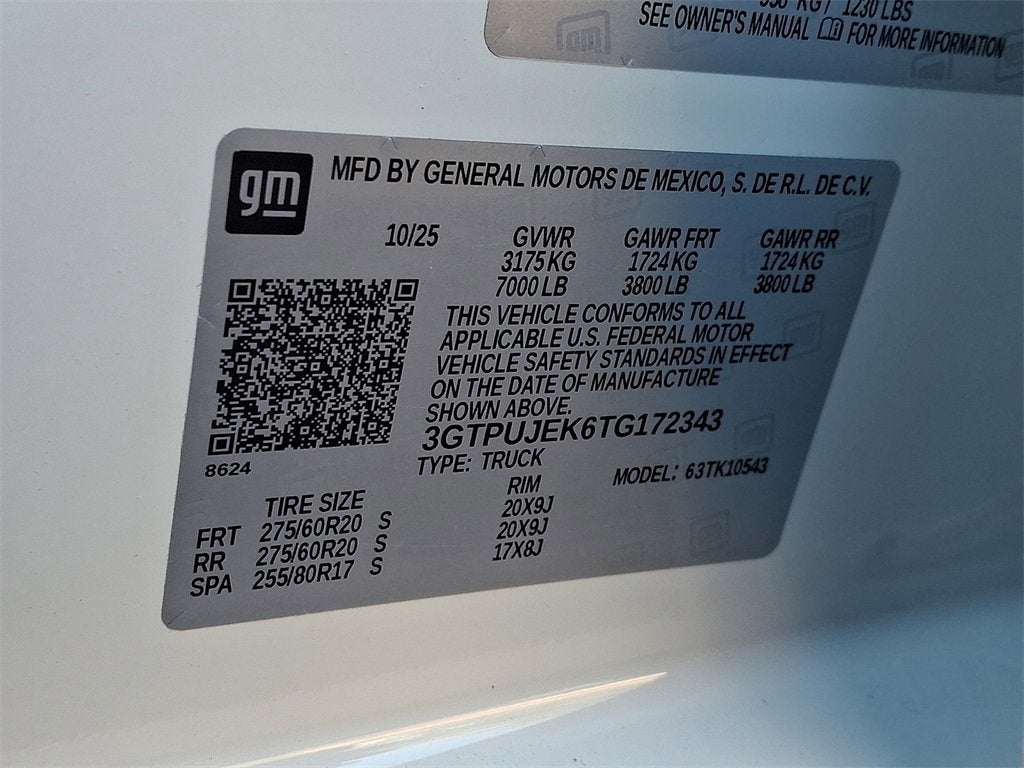 KG 1230 LBS
SEE OWNER'S MANUAL FOR MORE INFORMATION
gm
MFD BY GENERAL MOTORS DE MEXICO, S. DE R.L. DE C.V.
10/25 GVWR GAWR FRT GAWR RR
3175 KG 1724 KG 1724 KG
7000 LB 3800 LB 3800 LB
THIS VEHICLE CONFORMS TO ALL
APPLICABLE U.S. FEDERAL MOTOR
VEHICLE SAFETY STANDARDS IN EFFECT
ON THE DATE OF MANUFACTURE
SHOWN ABOVE.
3GTPUJEK6TG172343
8624
TYPE: TRUCK MODEL: 63TK10543
TIRE SIZE RIM
FRT 275/60R20 S 20X9J
RR 275/60R20 S 20X9J
SPA 255/80R17 S 17X8J